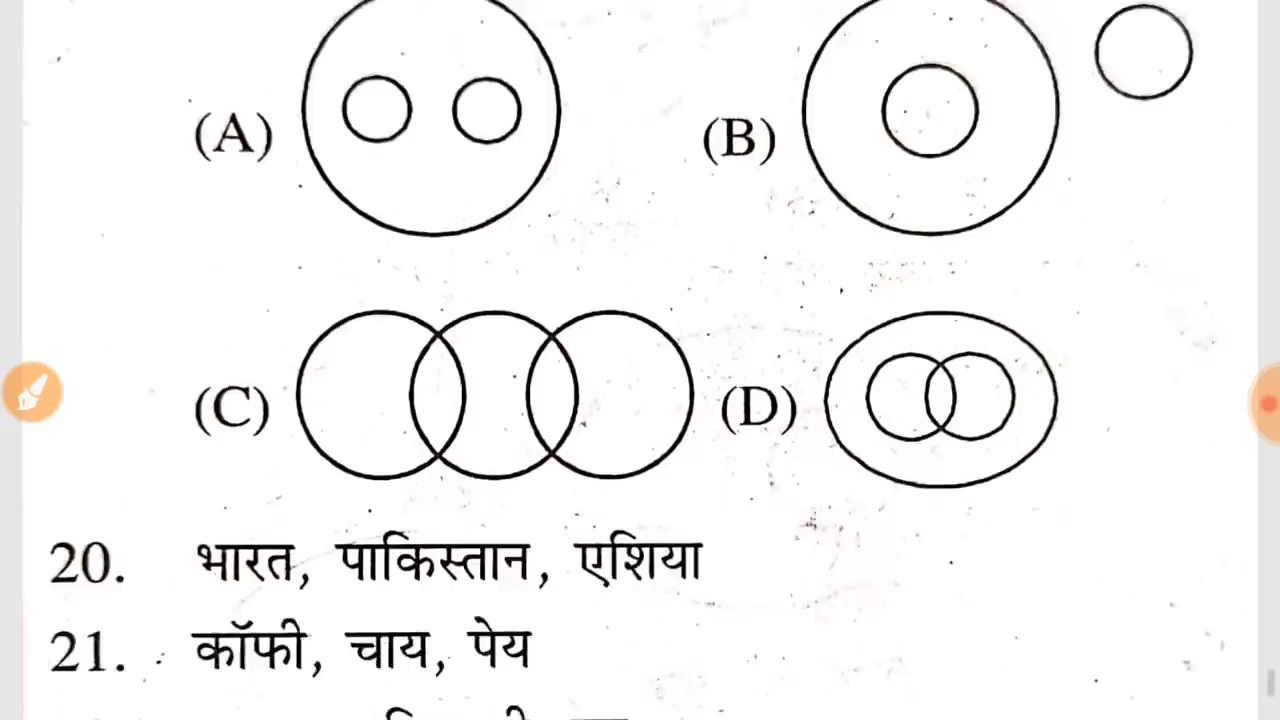 (A) (B)
(C) (D)
20. भारत, पाकिस्तान, एशिया
21. कॉफी, चाय, पेय